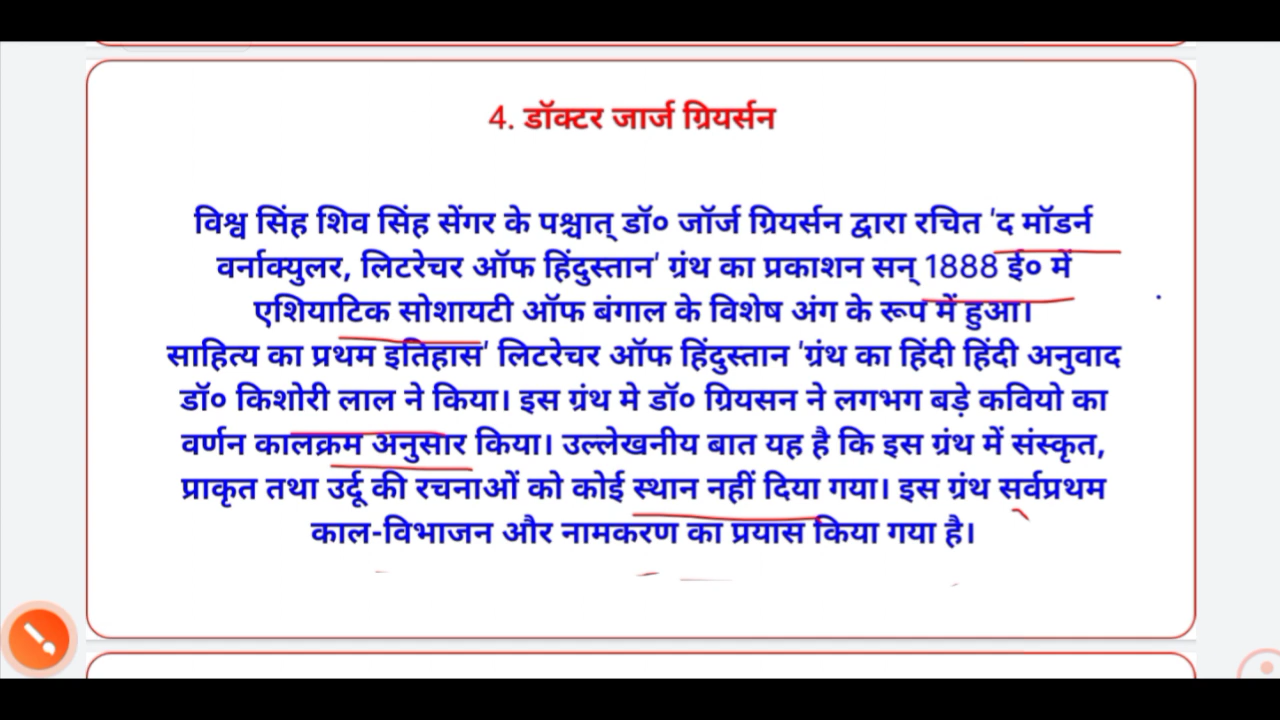 4. डॉक्टर जार्ज ग्रियर्सन
विश्व सिंह शिव सिंह सेंगर के पश्चात् डॉ० जॉर्ज ग्रियर्सन द्वारा रचित 'द मॉडर्न
वर्नाक्युलर, लिटरेचर ऑफ हिंदुस्तान' ग्रंथ का प्रकाशन सन् 1888 ई० में
एशियाटिक सोशायटी ऑफ बंगाल के विशेष अंग के रूप में हुआ।
साहित्य का प्रथम इतिहास' लिटरेचर ऑफ हिंदुस्तान 'ग्रंथ का हिंदी हिंदी अनुवाद
डॉ० किशोरी लाल ने किया। इस ग्रंथ मे डॉ० ग्रियसन ने लगभग बड़े कवियो का
वर्णन कालक्रम अनुसार किया। उल्लेखनीय बात यह है कि इस ग्रंथ में संस्कृत,
प्राकृत तथा उर्दू की रचनाओं को कोई स्थान नहीं दिया गया। इस ग्रंथ सर्वप्रथम
काल-विभाजन और नामकरण का प्रयास किया गया है।